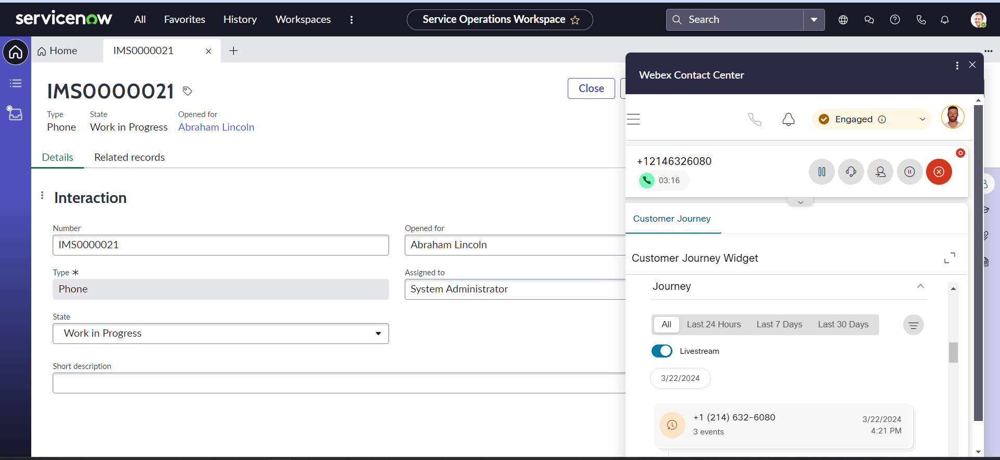 servicenow All Favorites History Workspaces Service Operations Workspace Search
Home IMS0000021
IMS0000021 Close
Type State Opened for
Phone Work in Progress Abraham Lincoln
Details Related records
Interaction
Number Opened for
IMS0000021 Abraham Lincoln
Type * Assigned to
Phone System Administrator
State
Work in Progress
Short description
Webex Contact Center
Engaged
+12146326080
03:16
Customer Journey
Customer Journey Widget
Journey
All Last 24 Hours Last 7 Days Last 30 Days
Livestream
3/22/2024
+1 (214) 632-6080 3/22/2024
3 events 4:21 PM